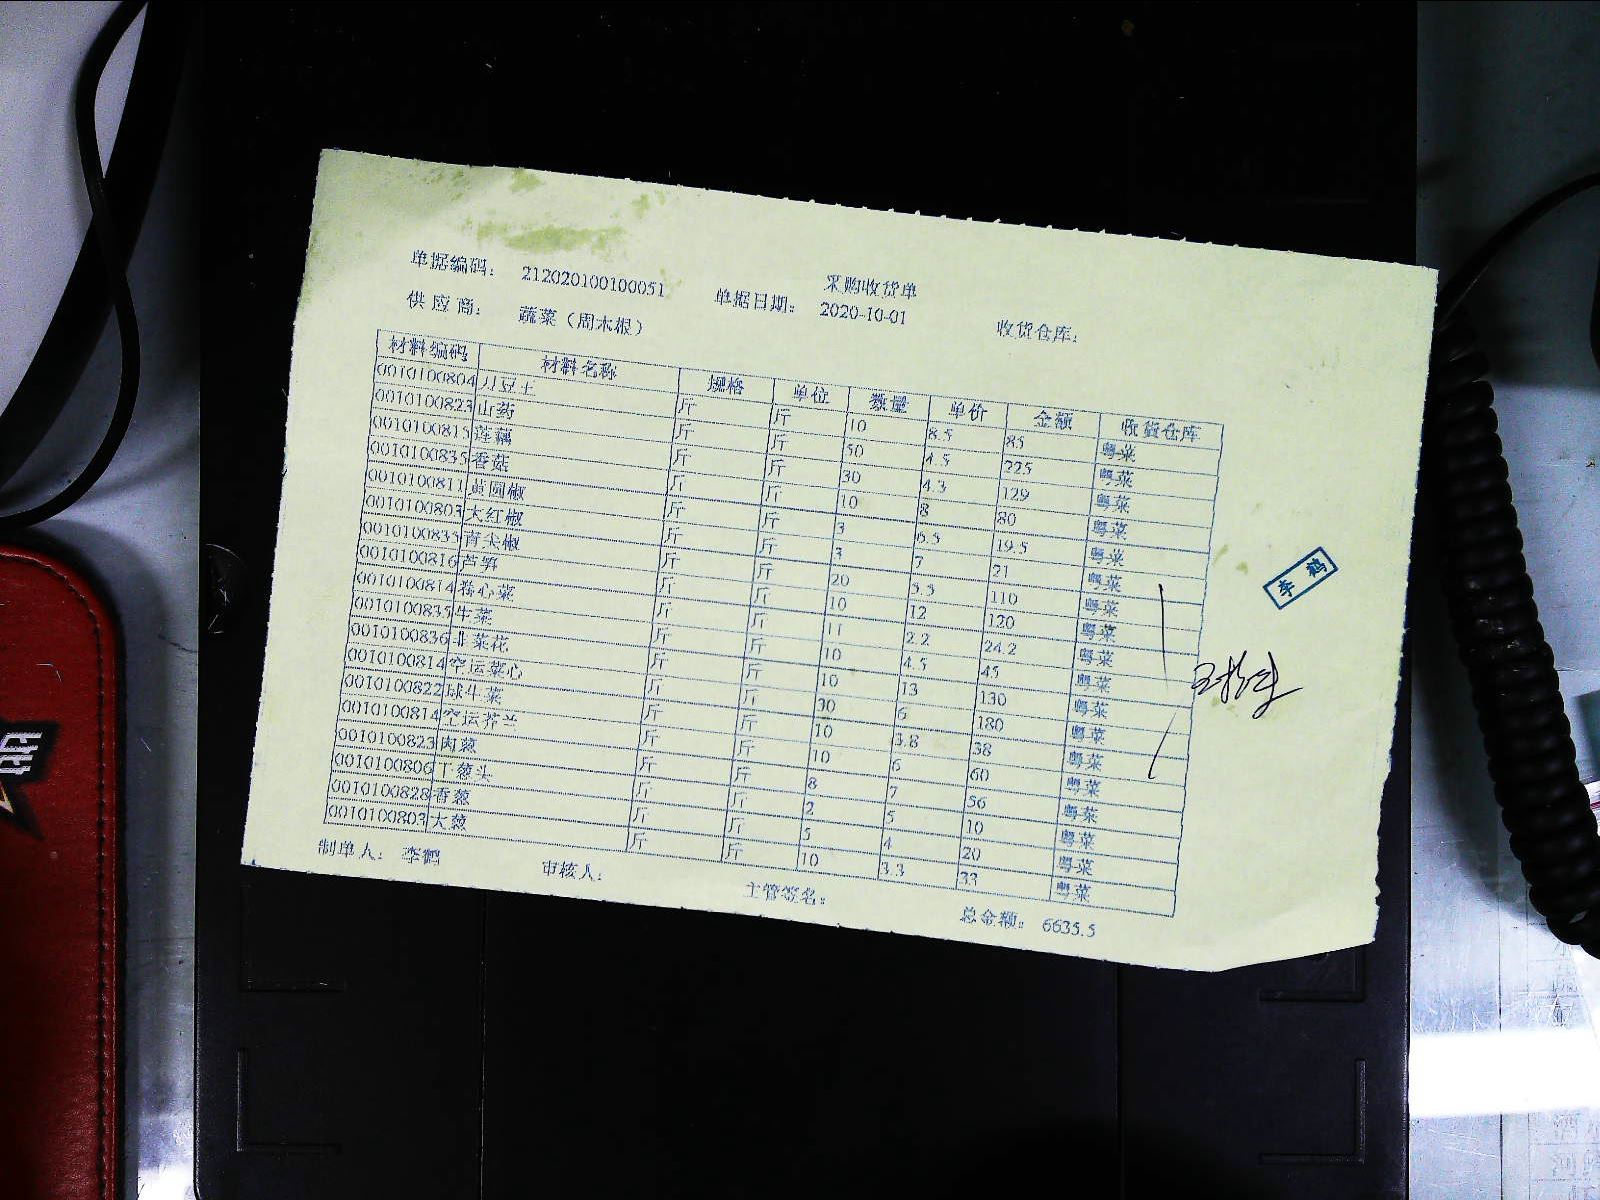 采购收货单
单据编码： 212020100100051 单据日期： 2020-10-01 收货仓库：
供应商： 蔬菜（周木根）
材料编码 材料名称 规格 单位 数量 单价 金额 收货仓库
0010100804 刀豆王 斤 斤 10 8.5 85 粤菜
0010100823 山药 斤 斤 50 4.5 225 粤菜
0010100815 莲藕 斤 斤 30 4.3 129 粤菜
0010100835 香菇 斤 斤 10 8 80 粤菜
0010100811 黄圆椒 斤 斤 3 6.5 19.5 粤菜
0010100803 大红椒 斤 斤 3 7 21 粤菜
0010100835 青尖椒 斤 斤 20 5.5 110 粤菜
0010100816 芦笋 斤 斤 10 12 120 粤菜
0010100814 卷心菜 斤 斤 11 2.2 24.2 粤菜
0010100835 生菜 斤 斤 10 4.5 45 粤菜
0010100836 韭菜花 斤 斤 10 13 130 粤菜
0010100814 空运菜心 斤 斤 30 6 180 粤菜
0010100822 球生菜 斤 斤 10 3.8 38 粤菜
0010100814 空运芥兰 斤 斤 10 6 60 粤菜
0010100823 肉葱 斤 斤 8 7 56 粤菜
0010100806 干葱头 斤 斤 2 5 10 粤菜
0010100828 香葱 斤 斤 5 4 20 粤菜
0010100803 大葱 斤 斤 10 3.3 33 粤菜
制单人： 李鹤 审核人： 主管签名： 总金额： 6635.5
李鹤